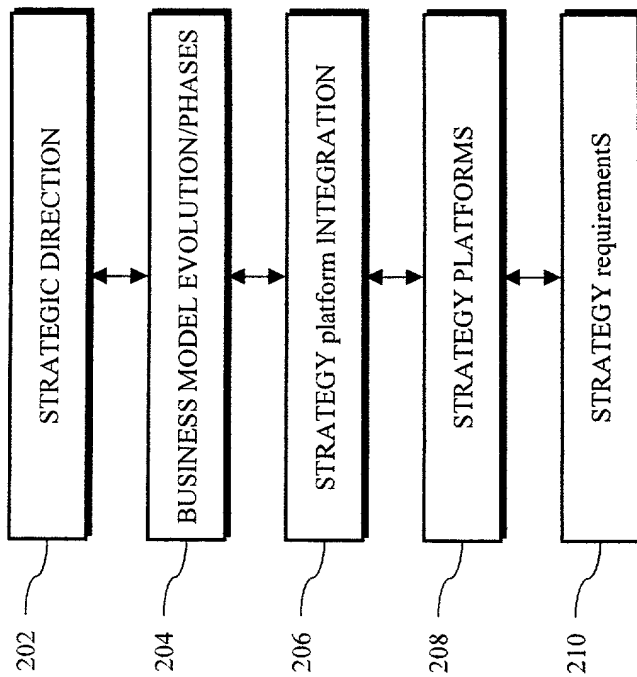 202
STRATEGIC DIRECTION
204
BUSINESS MODEL EVOLUTION/PHASES
206
STRATEGY platform INTEGRATION
208
STRATEGY PLATFORMS
210
STRATEGY requirementS